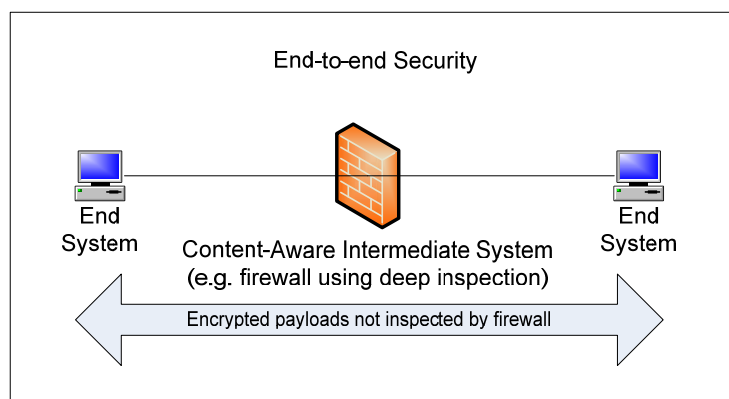 End-to-end Security
End
System
End
System
Content-Aware Intermediate System
(e.g. firewall using deep inspection)
Encrypted payloads not inspected by firewall